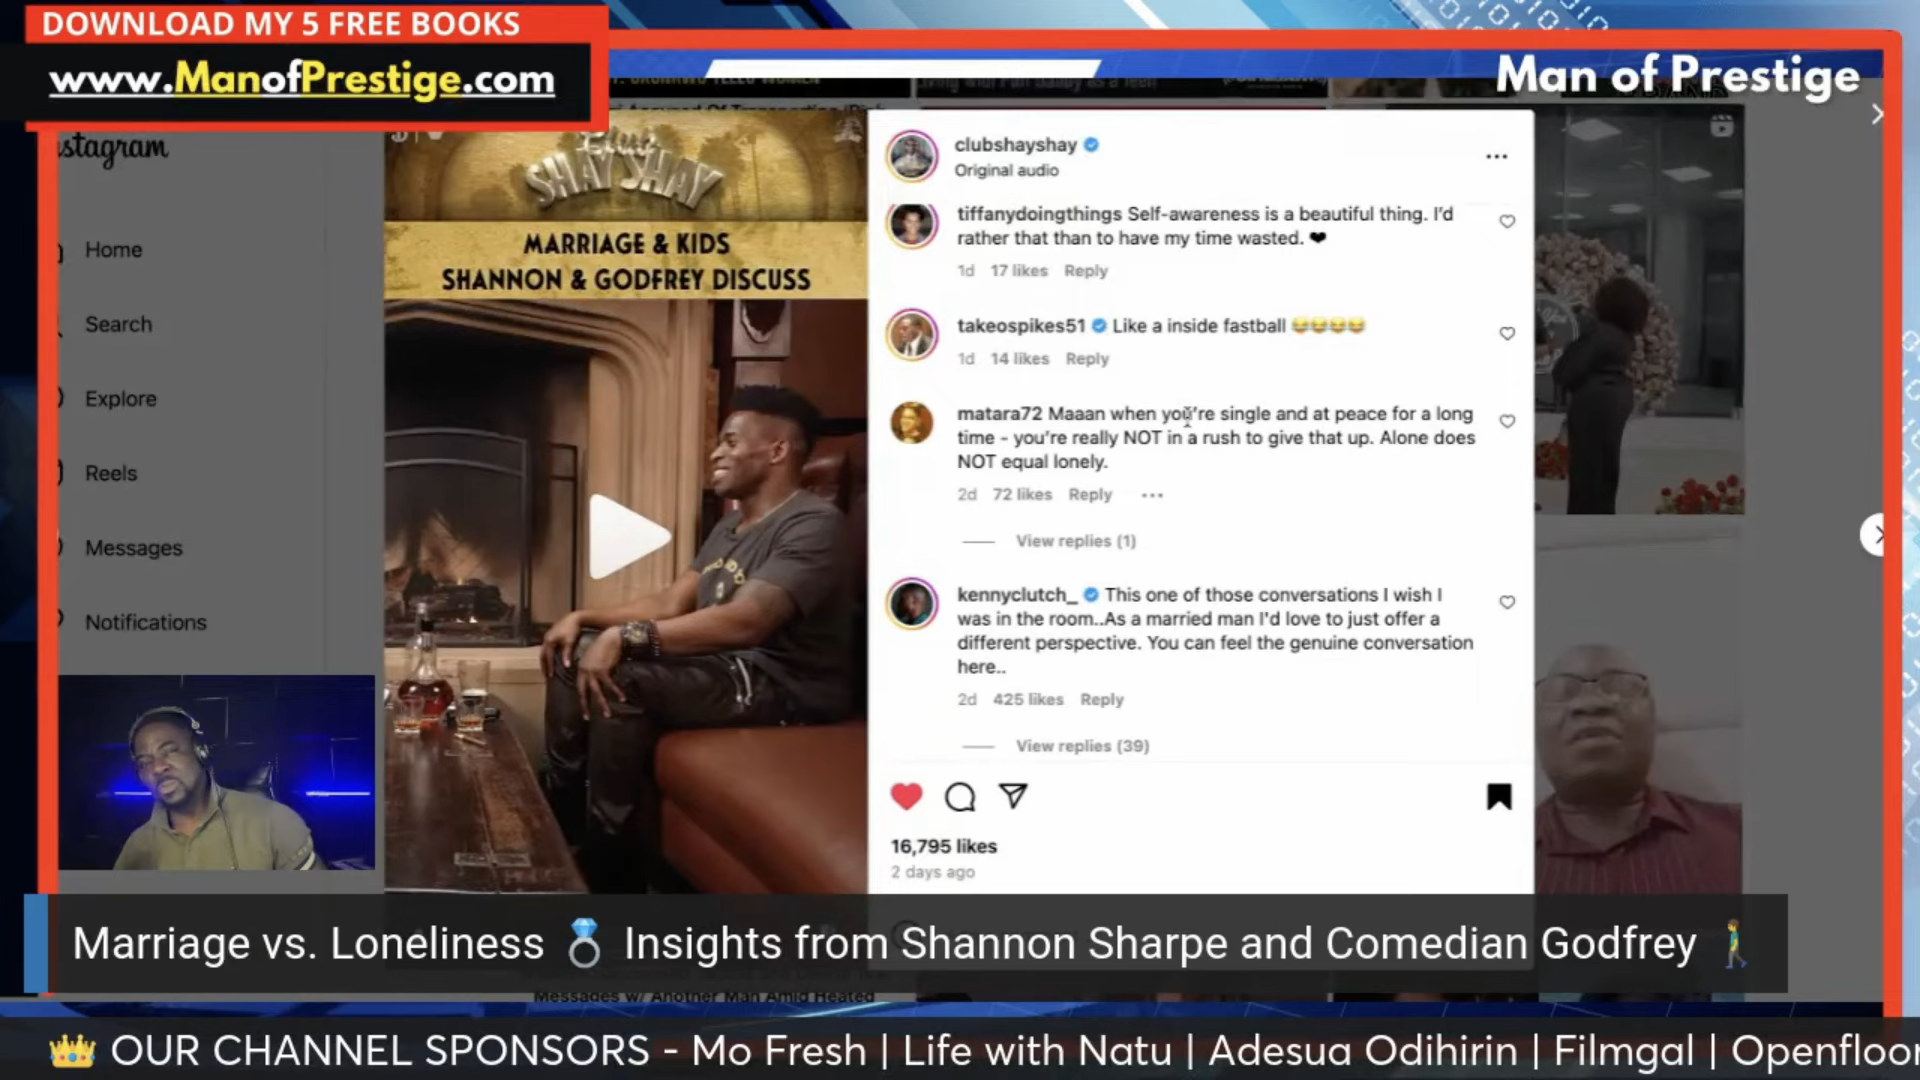 DOWNLOAD MY 5 FREE BOOKS
www.ManofPrestige.com
Man of Prestige
stagram
Home
Search
Explore
Reels
Messages
Notifications
Club
SHAY SHAY
MARRIAGE & KIDS
SHANNON & GODFREY DISCUSS
clubshayshay
Original audio
tiffanydoingthings Self-awareness is a beautiful thing. I'd
rather that than to have my time wasted. ❤
1d 17 likes Reply
takeospikes51 Like a inside fastball 😂😂😂😂
1d 14 likes Reply
matara72 Maaan when you're single and at peace for a long
time - you're really NOT in a rush to give that up. Alone does
NOT equal lonely.
2d 72 likes Reply ...
View replies (1)
kennyclutch_ This one of those conversations I wish I
was in the room..As a married man I'd love to just offer a
different perspective. You can feel the genuine conversation
here..
2d 425 likes Reply
View replies (39)
16,795 likes
2 days ago
Marriage vs. Loneliness 💍 Insights from Shannon Sharpe and Comedian Godfrey 🚶‍♂️
Messages w/ Another Man Amid Heated
👑 OUR CHANNEL SPONSORS - Mo Fresh | Life with Natu | Adesua Odihirin | Filmgal | Openfloor